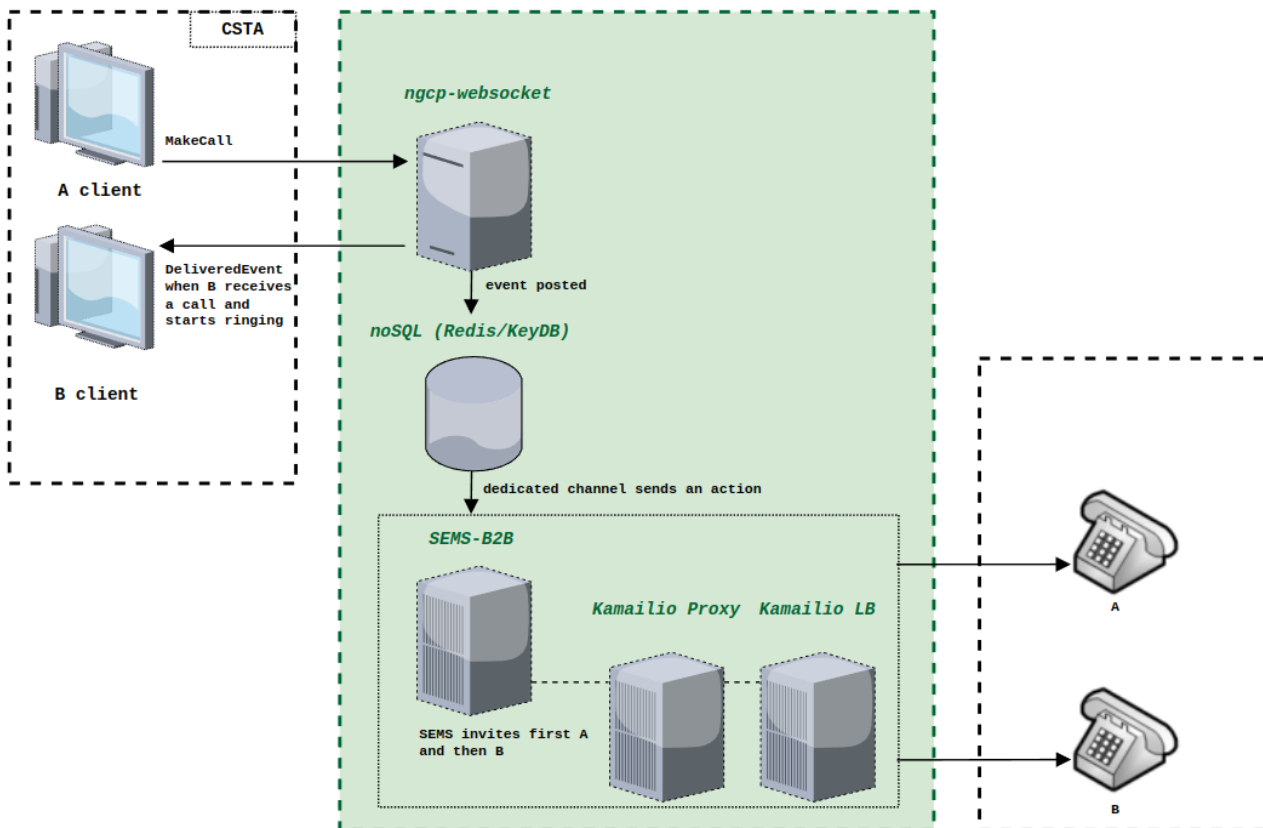 CSTA
MakeCall
A client
DeliveredEvent
when B receives
a call and
starts ringing
B client
ngcp-websocket
event posted
noSQL (Redis/KeyDB)
dedicated channel sends an action
SEMS-B2B
Kamailio Proxy
Kamailio LB
SEMS invites first A
and then B
A
B